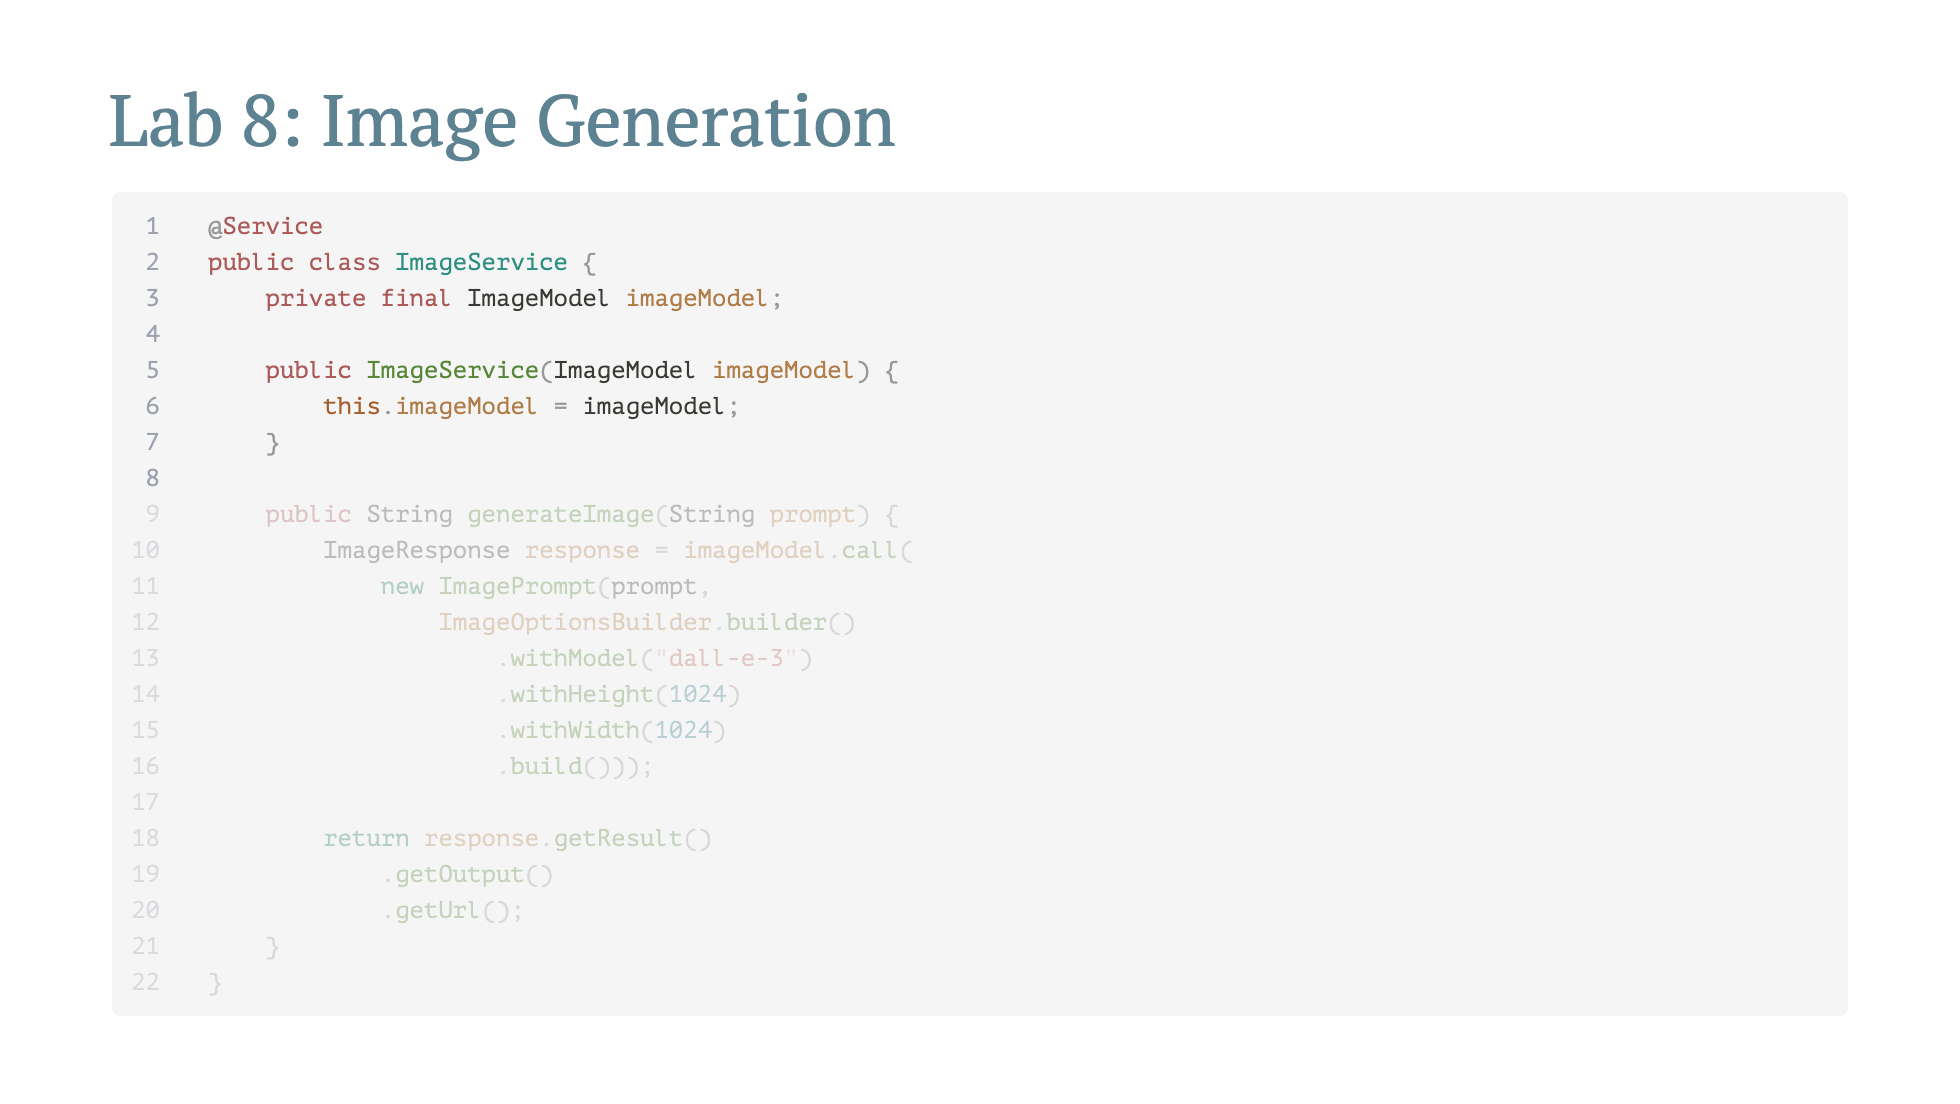 Lab 8: Image Generation
1 @Service
2 public class ImageService {
3     private final ImageModel imageModel;
4
5     public ImageService(ImageModel imageModel) {
6         this.imageModel = imageModel;
7     }
8
9     public String generateImage(String prompt) {
10         ImageResponse response = imageModel.call(
11             new ImagePrompt(prompt,
12                 ImageOptionsBuilder.builder()
13                     .withModel("dall-e-3")
14                     .withHeight(1024)
15                     .withWidth(1024)
16                     .build()));
17
18         return response.getResult()
19             .getOutput()
20             .getUrl();
21     }
22 }